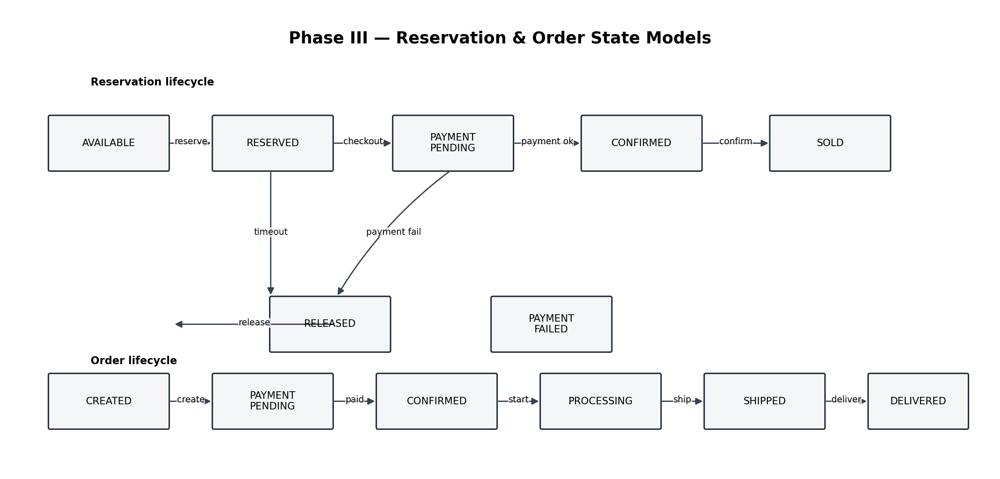 Phase III — Reservation & Order State Models
Reservation lifecycle
AVAILABLE
reserve
RESERVED
checkout
PAYMENT
PENDING
payment ok
CONFIRMED
confirm
SOLD
timeout
payment fail
release
RELEASED
PAYMENT
FAILED
Order lifecycle
CREATED
create
PAYMENT
PENDING
paid
CONFIRMED
start
PROCESSING
ship
SHIPPED
deliver
DELIVERED